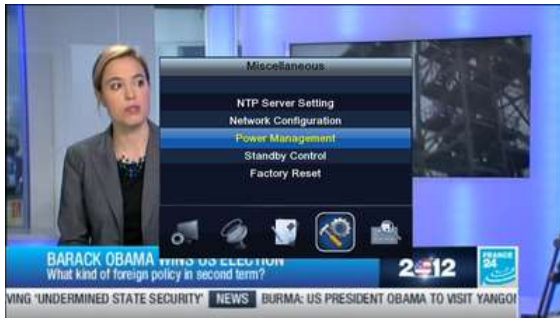 Miscellaneous
NTP Server Setting
Network Configuration
Power Management
Standby Control
Factory Reset
BARACK OBAMA WINS US ELECTION
What kind of foreign policy in second term?
2 12
FRANCE
24
VING 'UNDERMINED STATE SECURITY' NEWS BURMA: US PRESIDENT OBAMA TO VISIT YANGO